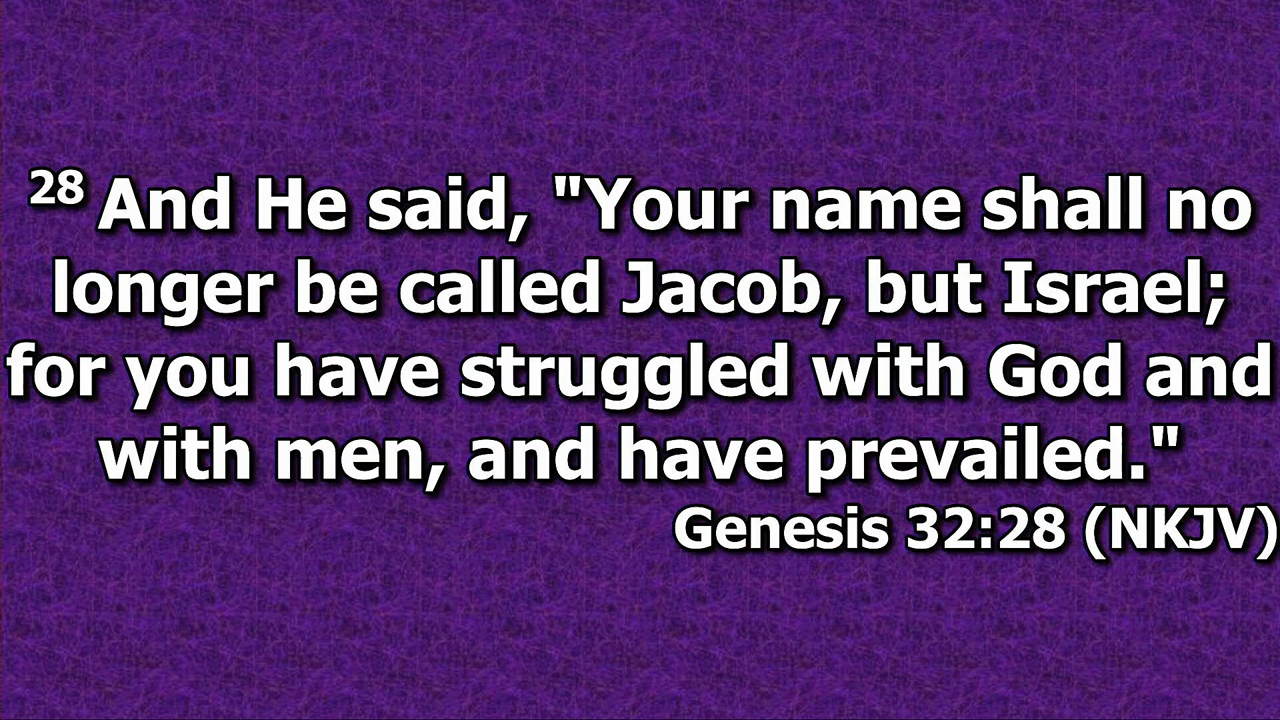 28 And He said, "Your name shall no
longer be called Jacob, but Israel;
for you have struggled with God and
with men, and have prevailed."
Genesis 32:28 (NKJV)